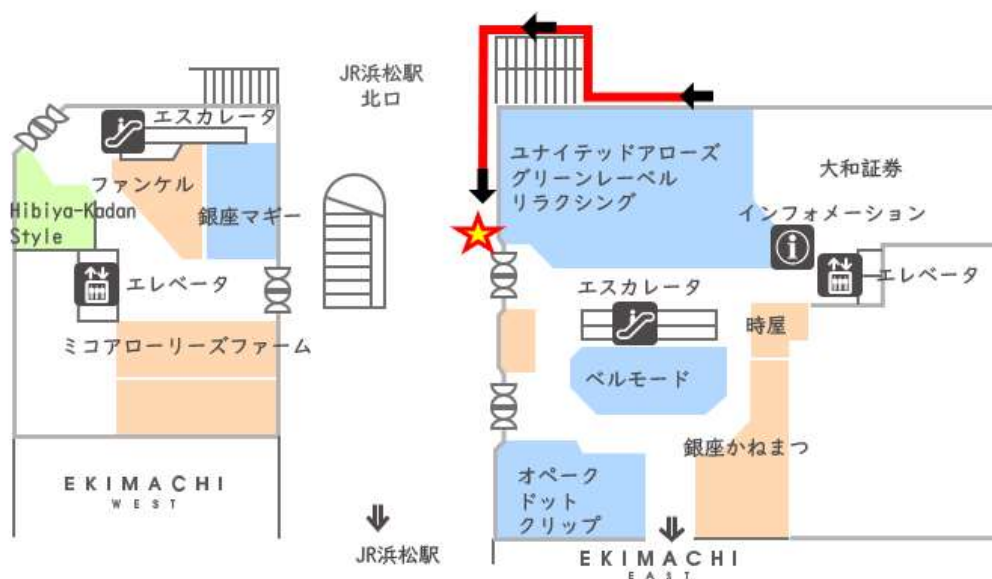 JR浜松駅
北口
エスカレータ
ファンケル
銀座マギー
Hibiya-Kadan
Style
エレベータ
ミコアローリーズファーム
EKIMACHI
WEST
JR浜松駅
ユナイテッドアローズ
グリーンレーベル
リラクシング
大和証券
インフォメーション
エレベータ
エスカレータ
時屋
ベルモード
銀座かねまつ
オペーク
ドット
クリップ
EKIMACHI
EAST